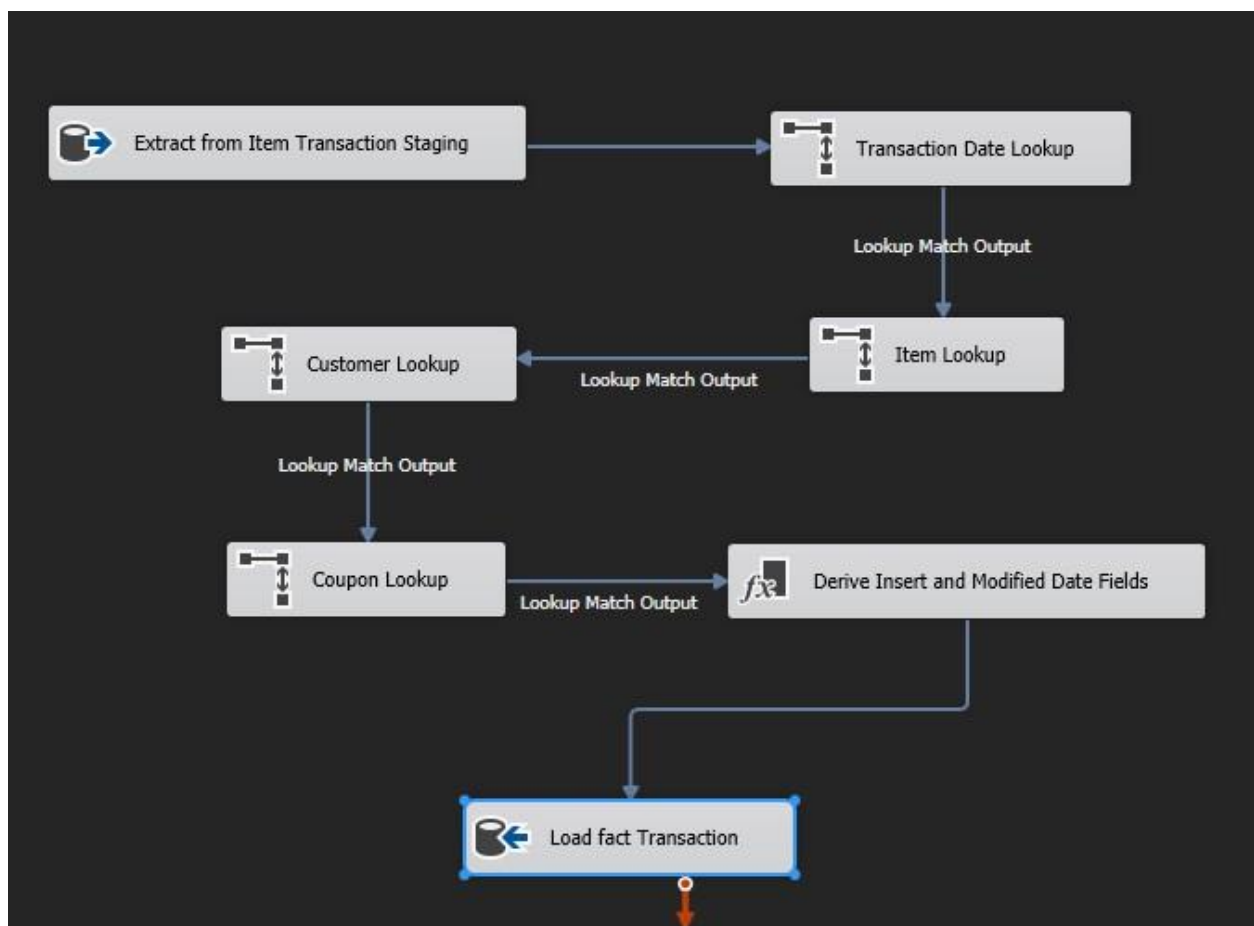 Extract from Item Transaction Staging
Transaction Date Lookup
Lookup Match Output
Item Lookup
Lookup Match Output
Customer Lookup
Lookup Match Output
Coupon Lookup
Lookup Match Output
fx
Derive Insert and Modified Date Fields
Load fact Transaction